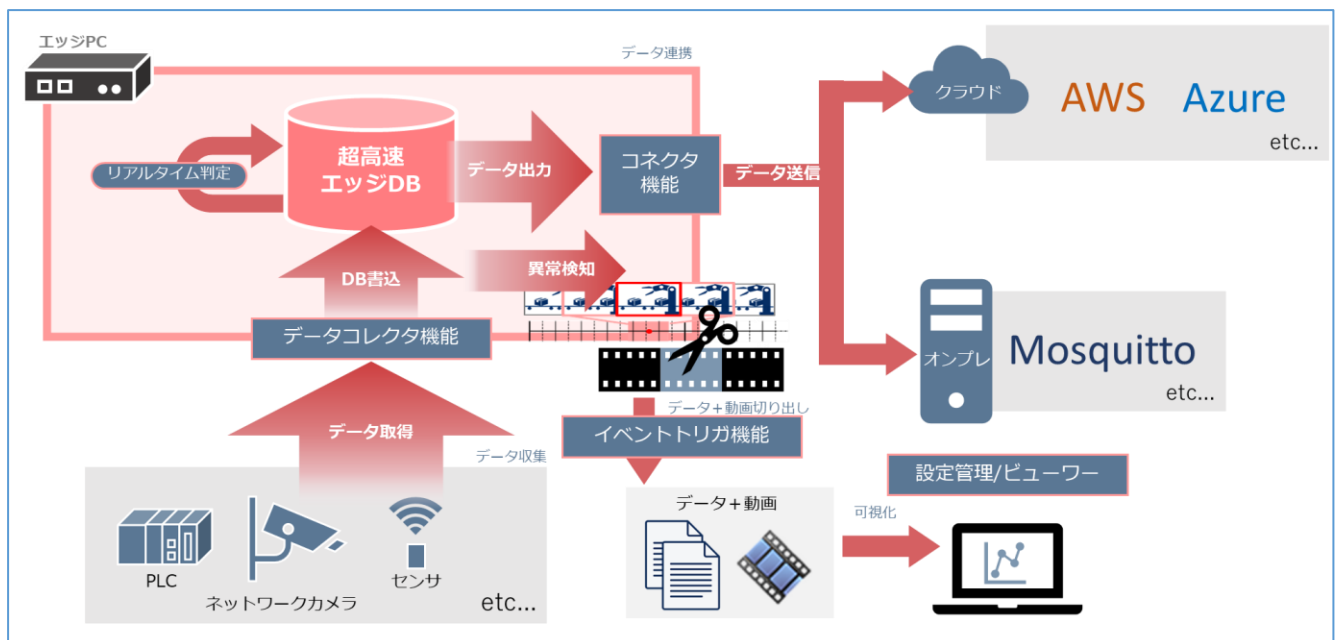 エッジPC
データ連携
クラウド
AWS
Azure
etc...
リアルタイム判定
超高速
エッジDB
データ出力
コネクタ
機能
データ送信
DB書込
異常検知
データコレクタ機能
オンプレ
Mosquitto
etc...
データ+動画切り出し
イベントトリガ機能
データ取得
データ収集
設定管理/ビューワー
データ+動画
可視化
PLC
ネットワークカメラ
センサ
etc...